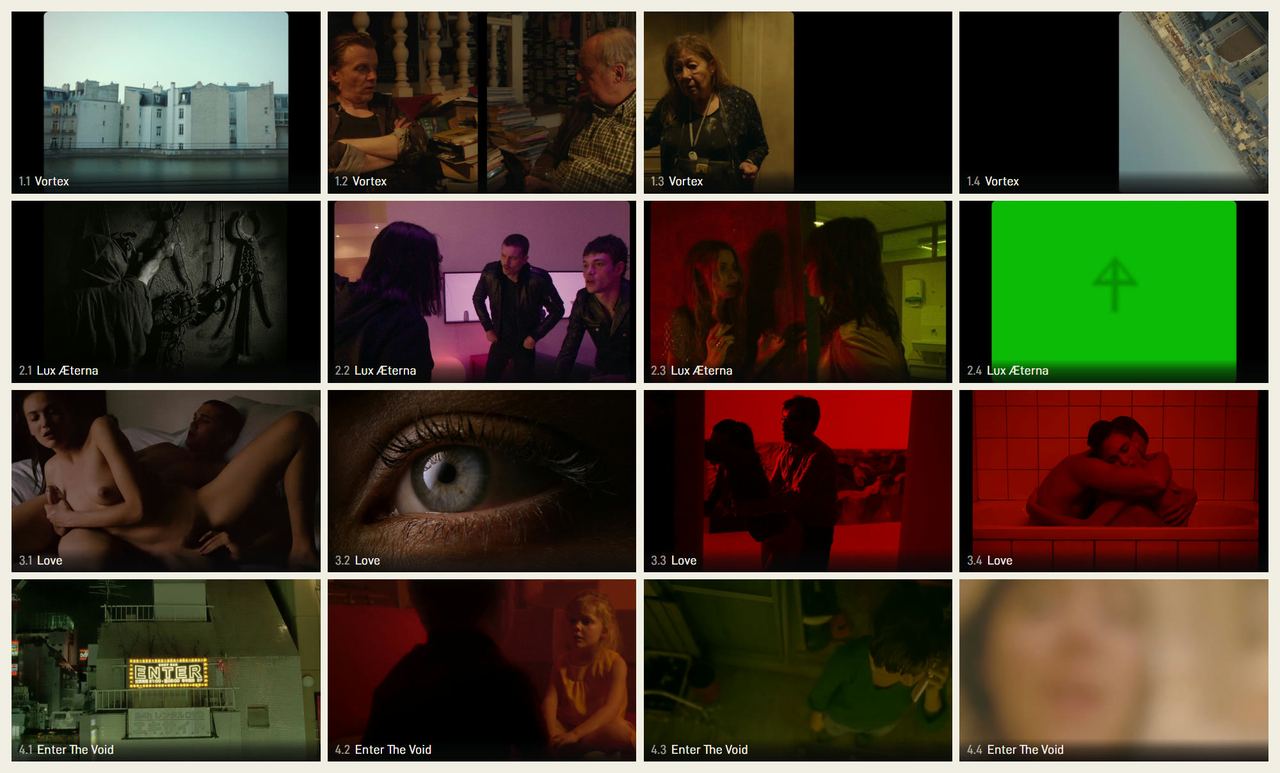 1.1 Vortex
1.2 Vortex
1.3 Vortex
1.4 Vortex
2.1 Lux Æterna
2.2 Lux Æterna
2.3 Lux Æterna
2.4 Lux Æterna
3.1 Love
3.2 Love
3.3 Love
3.4 Love
ENTER
4.1 Enter The Void
4.2 Enter The Void
4.3 Enter The Void
4.4 Enter The Void